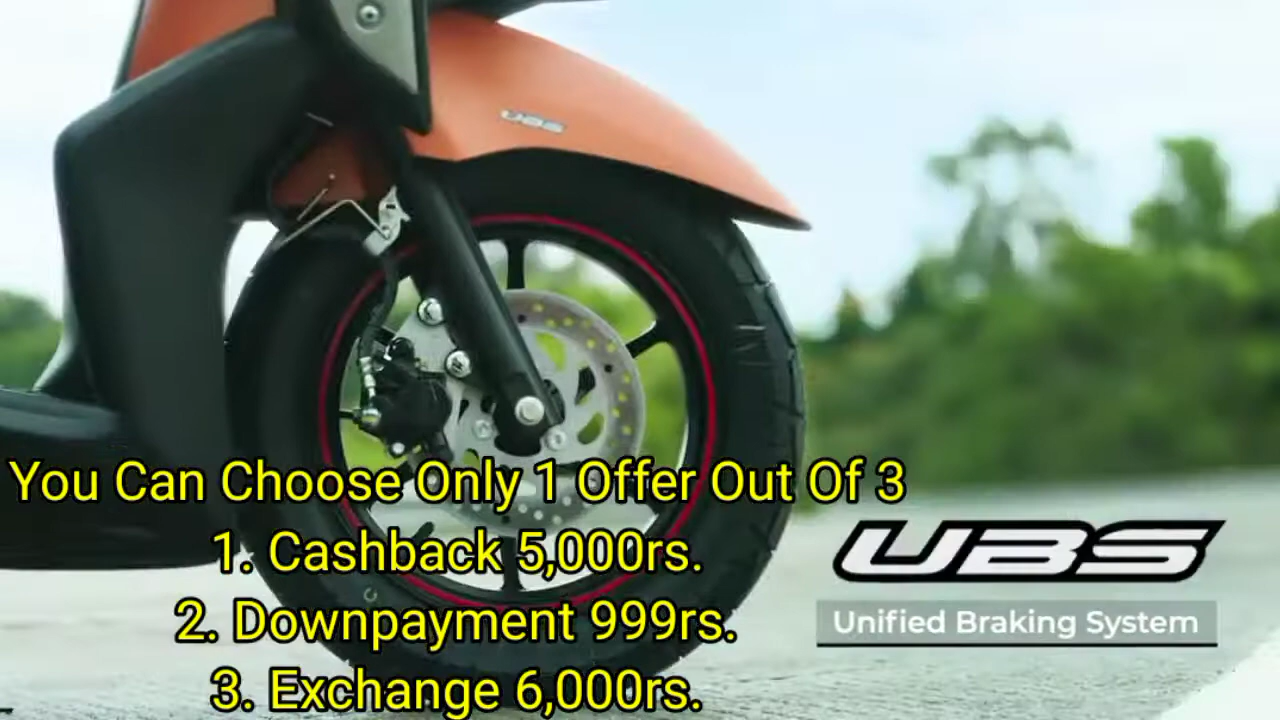 UBS
You Can Choose Only 1 Offer Out Of 3
1. Cashback 5,000rs.
2. Downpayment 999rs.
3. Exchange 6,000rs.
UBS
Unified Braking System